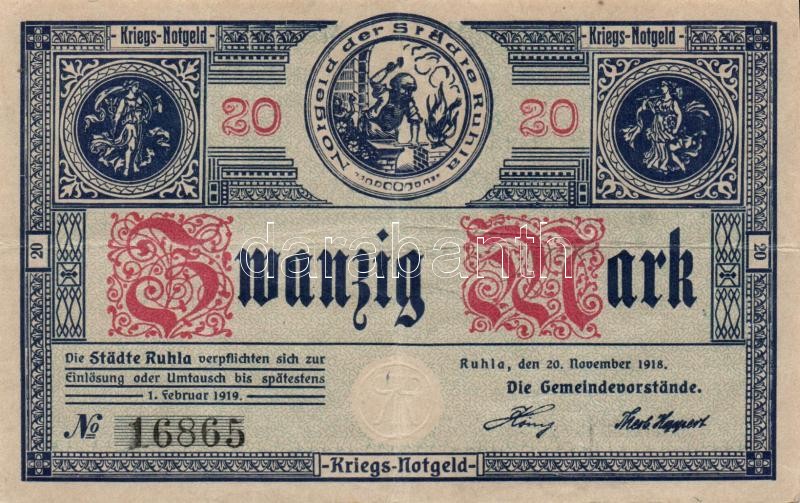 -Kriegs-Notgeld-
-Kriegs-Notgeld-
Notgeld der Städte Ruhla
20
20
20
20
Zwanzig Mark
darabanth
Die Städte Ruhla verpflichten sich zur
Einlösung oder Umtausch bis spätestens
1. Februar 1919.
Ruhla, den 20. November 1918.
Die Gemeindevorstände.
№ 16865
-Kriegs-Notgeld-